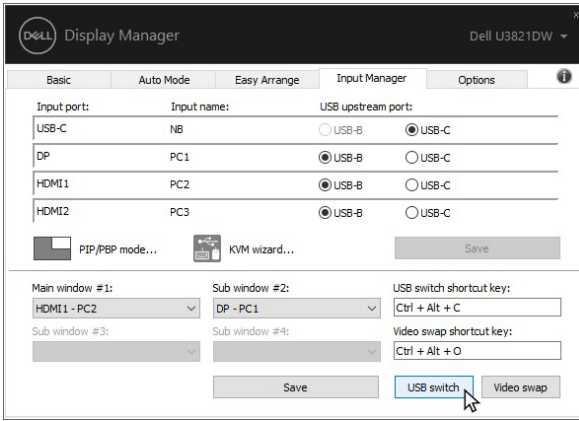 DELL Display Manager Dell U3821DW
Basic Auto Mode Easy Arrange Input Manager Options
Input port: Input name: USB upstream port:
USB-C NB USB-B USB-C
DP PC1 USB-B USB-C
HDMI1 PC2 USB-B USB-C
HDMI2 PC3 USB-B USB-C
PIP/PBP mode... KVM wizard... Save
Main window #1: Sub window #2: USB switch shortcut key:
HDMI1 - PC2 DP - PC1 Ctrl + Alt + C
Sub window #3: Sub window #4: Video swap shortcut key:
Ctrl + Alt + O
Save USB switch Video swap